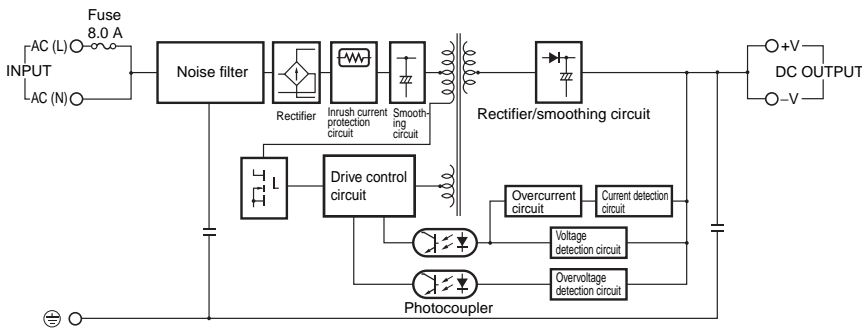 Fuse
8.0 A
AC (L)
INPUT
AC (N)
Noise filter
Rectifier
Inrush current
protection
circuit
Smooth-
ing
circuit
Rectifier/smoothing circuit
+V
DC OUTPUT
–V
Drive control
circuit
Overcurrent
circuit
Current detection
circuit
Voltage
detection circuit
Overvoltage
detection circuit
Photocoupler